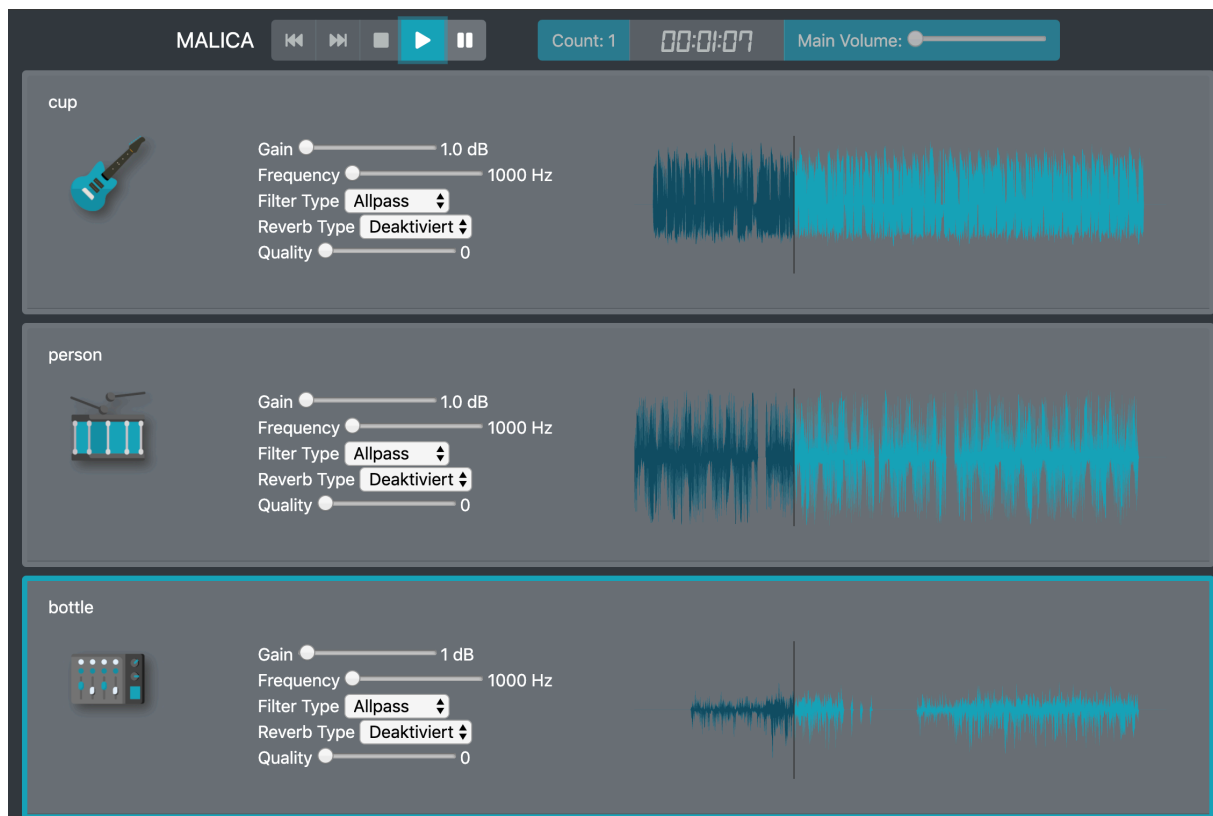 MALICA Count: 1 00:01:07 Main Volume:
cup
Gain 1.0 dB
Frequency 1000 Hz
Filter Type Allpass
Reverb Type Deaktiviert
Quality 0
person
Gain 1.0 dB
Frequency 1000 Hz
Filter Type Allpass
Reverb Type Deaktiviert
Quality 0
bottle
Gain 1 dB
Frequency 1000 Hz
Filter Type Allpass
Reverb Type Deaktiviert
Quality 0